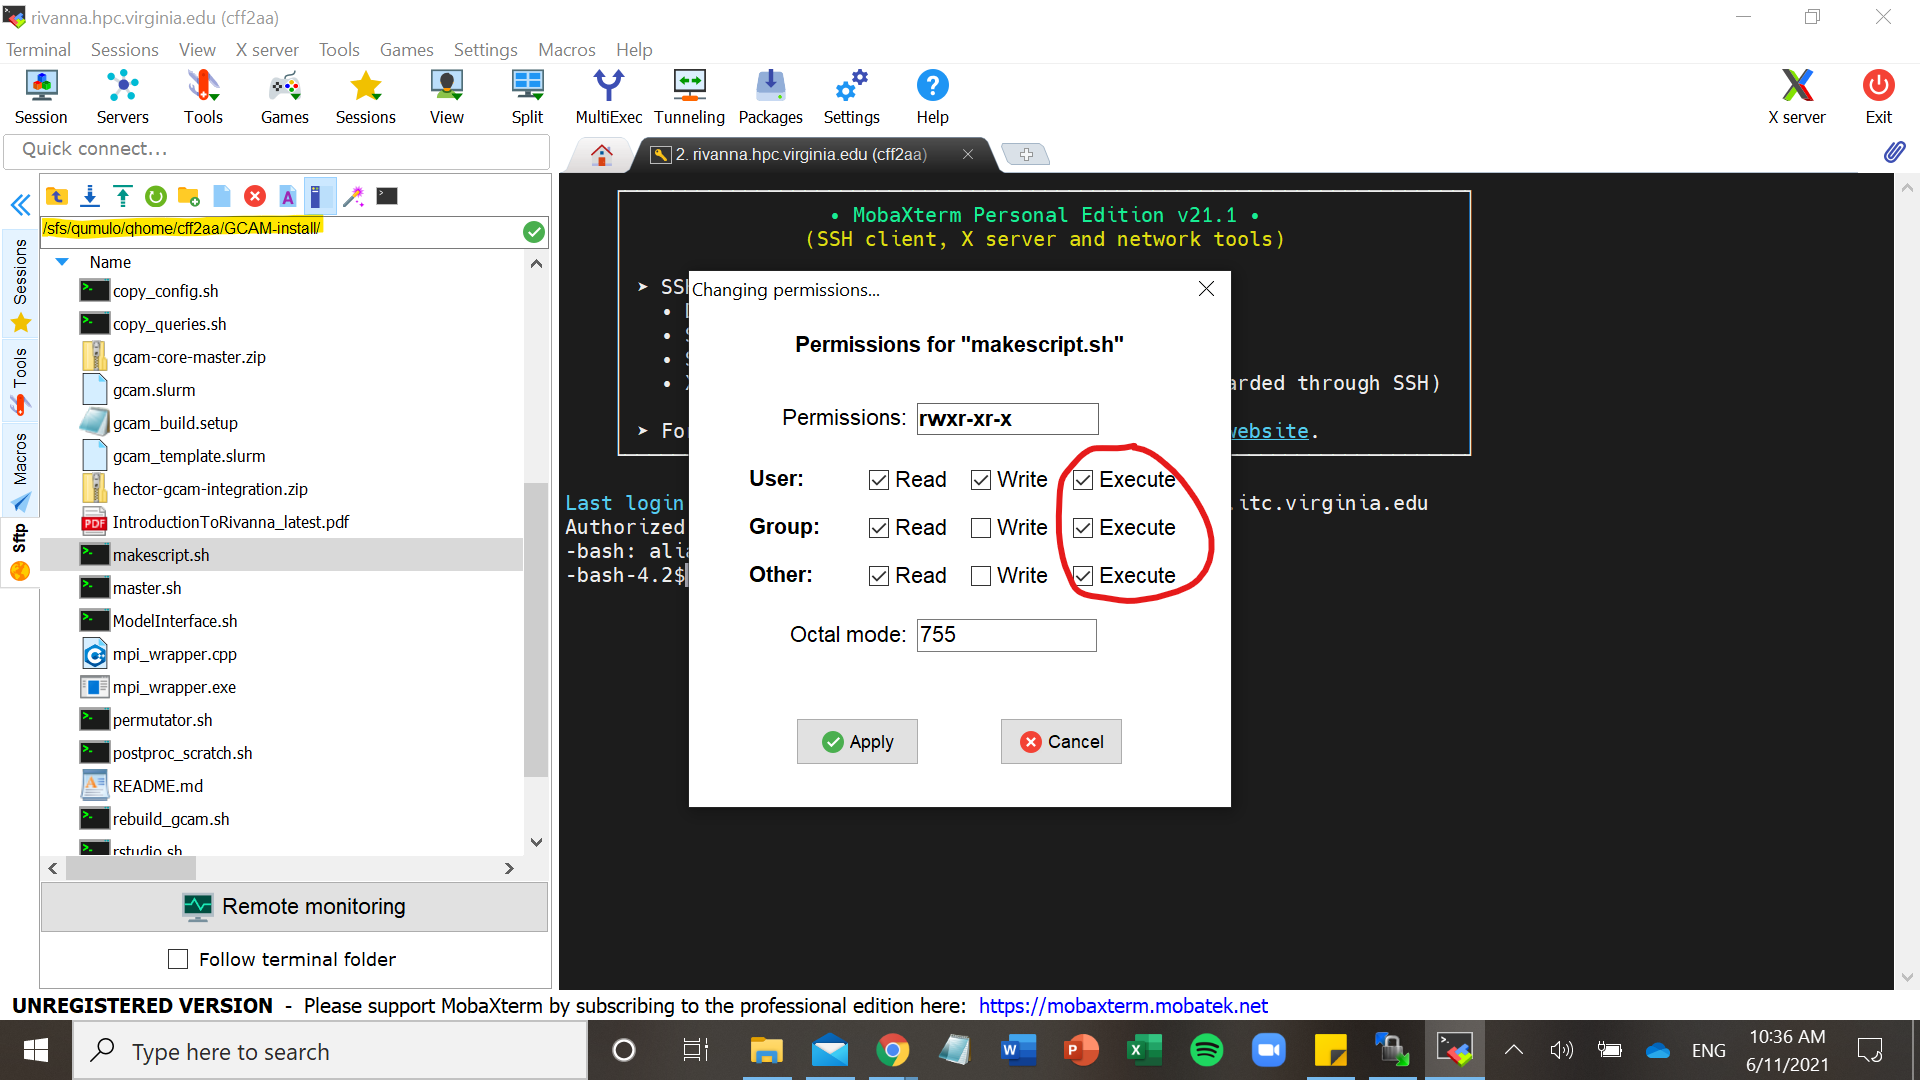 rivanna.hpc.virginia.edu (cff2aa)
Terminal Sessions View X server Tools Games Settings Macros Help
Session Servers Tools Games Sessions View Split MultiExec Tunneling Packages Settings Help X server Exit
Quick connect...
2. rivanna.hpc.virginia.edu (cff2aa)
/sfs/qumulo/qhome/cff2aa/GCAM-install/
Sessions
Tools
Macros
Sftp
Name
copy_config.sh
copy_queries.sh
gcam-core-master.zip
gcam.slurm
gcam_build.setup
gcam_template.slurm
hector-gcam-integration.zip
IntroductionToRivanna_latest.pdf
makescript.sh
master.sh
ModelInterface.sh
mpi_wrapper.cpp
mpi_wrapper.exe
permutator.sh
postproc_scratch.sh
README.md
rebuild_gcam.sh
rstudio.sh
Remote monitoring
Follow terminal folder
• MobaXterm Personal Edition v21.1 •
(SSH client, X server and network tools)
➤ SS
arded through SSH)
➤ Fo
website.
Last login .itc.virginia.edu
Authorized
-bash: ali
-bash-4.2$
Changing permissions...
Permissions for "makescript.sh"
Permissions: rwxr-xr-x
User: Read Write Execute
Group: Read Write Execute
Other: Read Write Execute
Octal mode: 755
Apply Cancel
UNREGISTERED VERSION - Please support MobaXterm by subscribing to the professional edition here: https://mobaxterm.mobatek.net
Type here to search
ENG
10:36 AM
6/11/2021